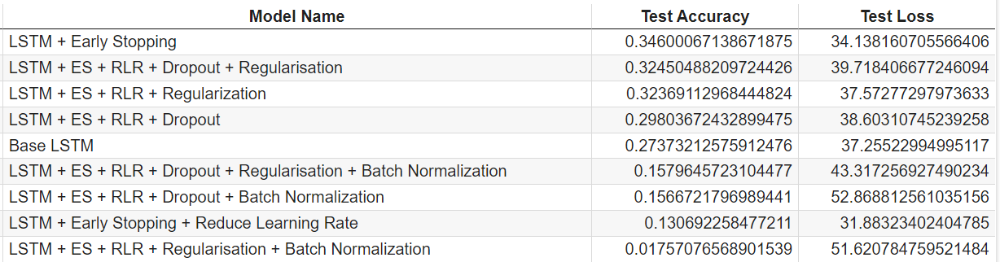 Model Name Test Accuracy Test Loss
LSTM + Early Stopping 0.34600067138671875 34.138160705566406
LSTM + ES + RLR + Dropout + Regularisation 0.32450488209724426 39.718406677246094
LSTM + ES + RLR + Regularization 0.32369112968444824 37.57277297973633
LSTM + ES + RLR + Dropout 0.29803672432899475 38.60310745239258
Base LSTM 0.27373212575912476 37.25522994995117
LSTM + ES + RLR + Dropout + Regularisation + Batch Normalization 0.1579645723104477 43.317256927490234
LSTM + ES + RLR + Dropout + Batch Normalization 0.1566721796989441 52.868812561035156
LSTM + Early Stopping + Reduce Learning Rate 0.130692258477211 31.88323402404785
LSTM + ES + RLR + Regularisation + Batch Normalization 0.01757076568901539 51.620784759521484